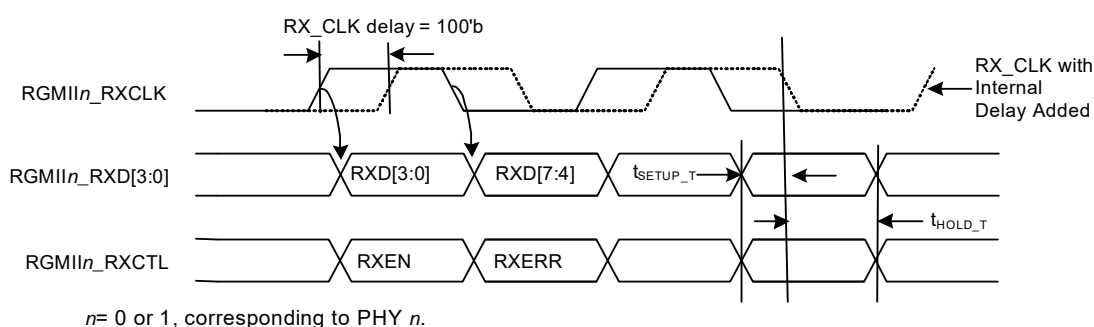 RX_CLK delay = 100'b
RGMIIn_RXCLK
RX_CLK with
Internal
Delay Added
RGMIIn_RXD[3:0]
RXD[3:0]
RXD[7:4]
tSETUP_T
tHOLD_T
RGMIIn_RXCTL
RXEN
RXERR
n= 0 or 1, corresponding to PHY n.